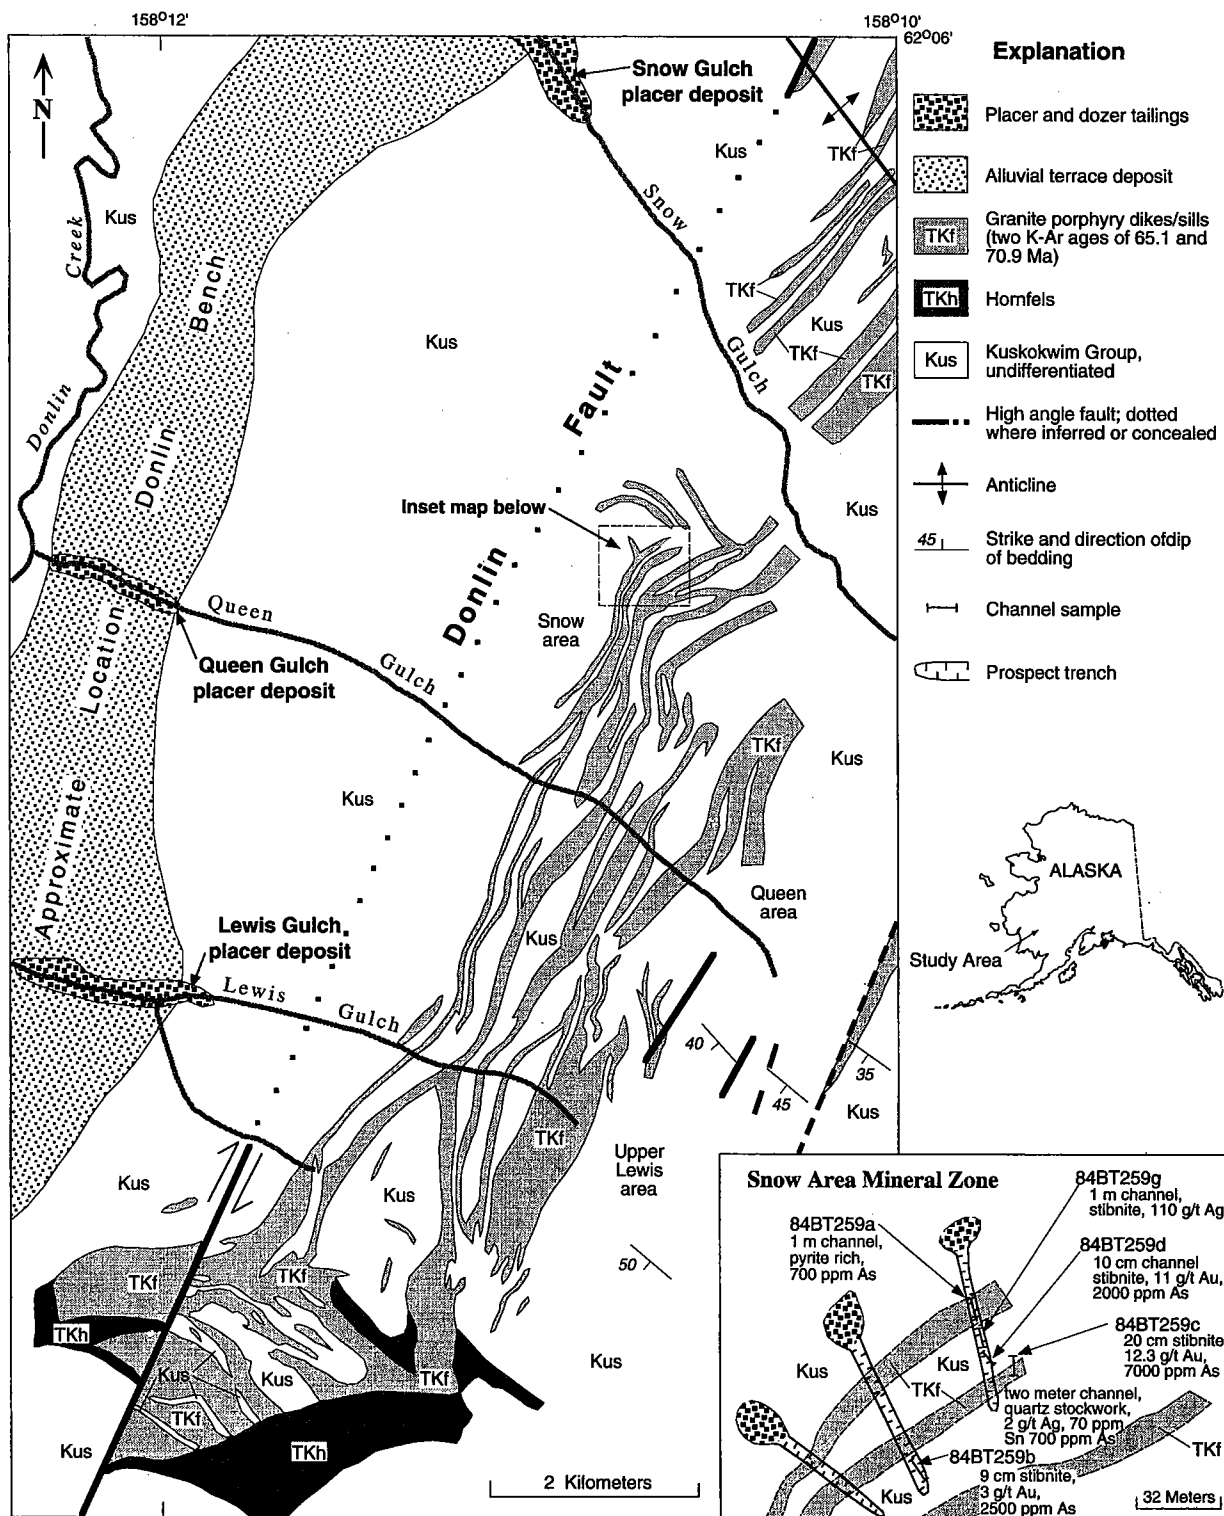 158°12'
158°10'
62°06'
N
Snow Gulch
placer deposit
Kus
TKf
Creek
Kus
Snow
Bench
TKf
Kus
Kus
TKf
TKf
Gulch
Fault
Donlin
Donlin
Inset map below
Kus
Donlin
Queen
Snow
area
Gulch
Queen Gulch
placer deposit
Location
TKf
Kus
Kus
Approximate
Queen
area
Lewis Gulch
placer deposit
Kus
Lewis
Gulch
40
45
35
Kus
TKf
Upper
Lewis
area
Kus
Kus
50
TKf
TKf
TKh
Kus
Kus
TKf
TKf
Kus
TKh
Kus
2 Kilometers
Explanation
Placer and dozer tailings
Alluvial terrace deposit
TKf
Granite porphyry dikes/sills
(two K-Ar ages of 65.1 and
70.9 Ma)
TKh
Hornfels
Kus
Kuskokwim Group,
undifferentiated
High angle fault; dotted
where inferred or concealed
Anticline
45
Strike and direction ofdip
of bedding
Channel sample
Prospect trench
ALASKA
Study Area
Snow Area Mineral Zone
84BT259g
1 m channel,
stibnite, 110 g/t Ag
84BT259a
1 m channel,
pyrite rich,
700 ppm As
84BT259d
10 cm channel
stibnite, 11 g/t Au,
2000 ppm As
84BT259c
20 cm stibnite
12.3 g/t Au,
7000 ppm As
Kus
Kus
TKf
two meter channel,
quartz stockwork,
2 g/t Ag, 70 ppm
Sn 700 ppm As
TKf
84BT259b
9 cm stibnite,
3 g/t Au,
2500 ppm As
Kus
32 Meters